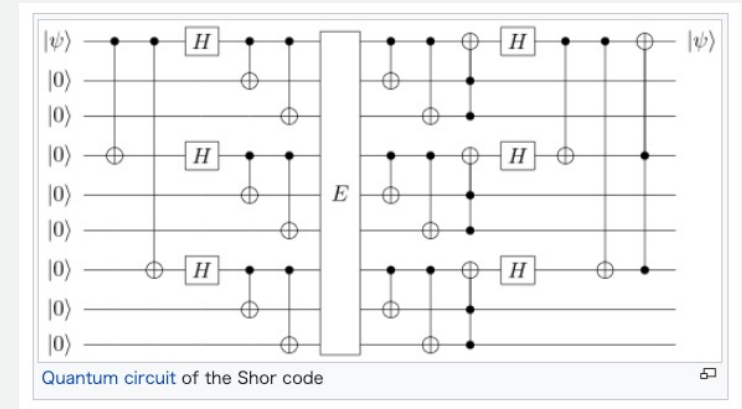 |ψ⟩ H H |ψ⟩
|0⟩
|0⟩
|0⟩ H H
|0⟩ E
|0⟩
|0⟩ H H
|0⟩
|0⟩
Quantum circuit of the Shor code